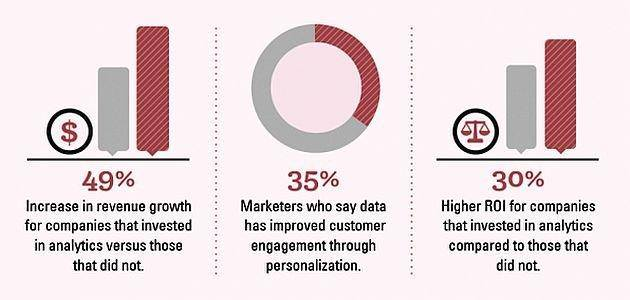 $
49%
Increase in revenue growth
for companies that invested
in analytics versus those
that did not.
35%
Marketers who say data
has improved customer
engagement through
personalization.
30%
Higher ROI for companies
that invested in analytics
compared to those that
did not.